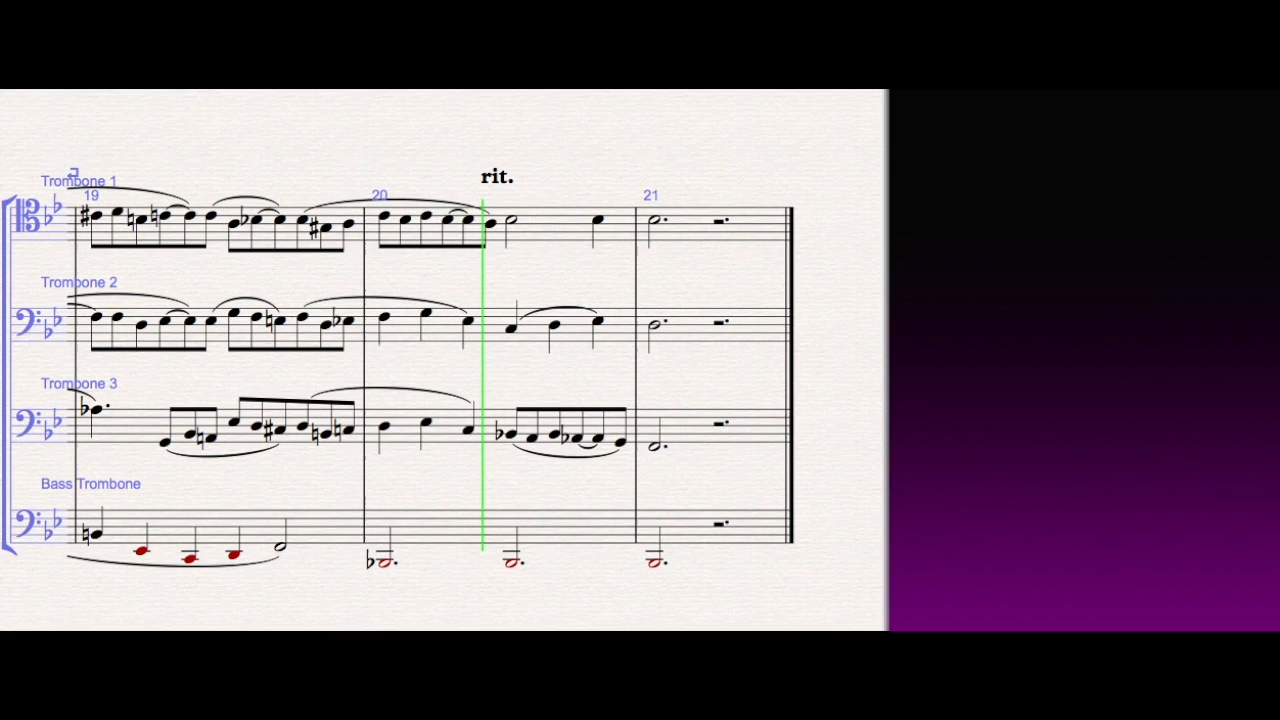 rit.
Trombone 1
19 20 21
Trombone 2
Trombone 3
Bass Trombone